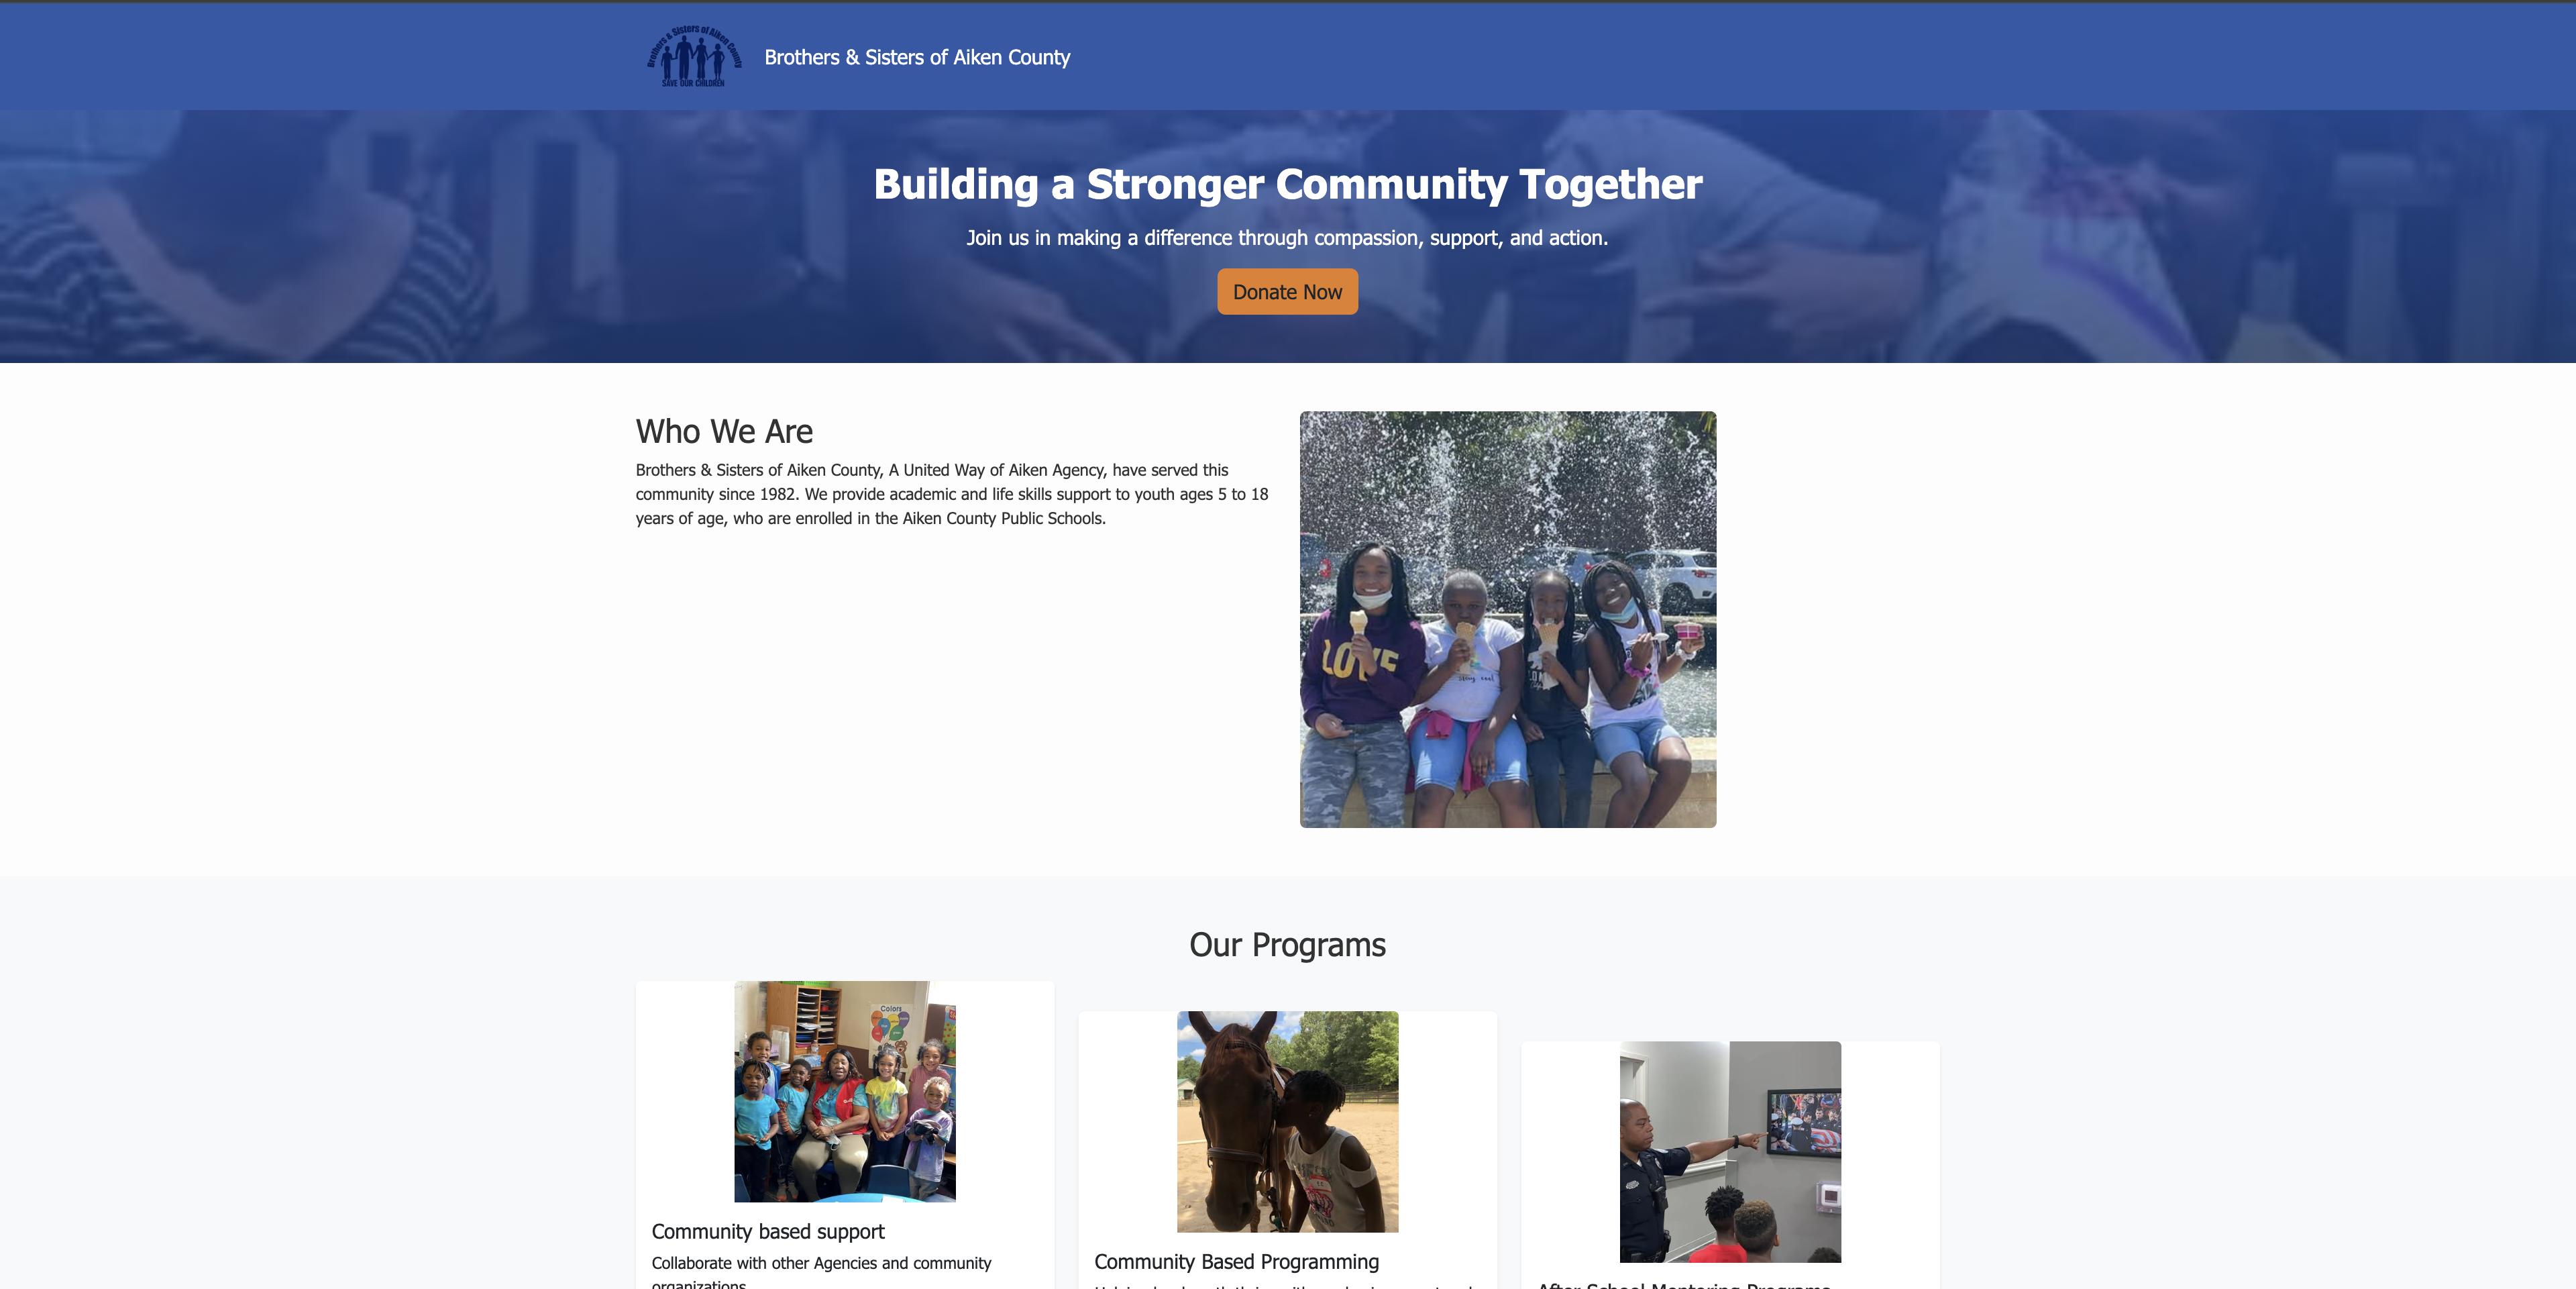 Brothers & Sisters of Aiken County
SAVE OUR CHILDREN
Brothers & Sisters of Aiken County
Building a Stronger Community Together
Join us in making a difference through compassion, support, and action.
Donate Now
Who We Are
Brothers & Sisters of Aiken County, A United Way of Aiken Agency, have served this
community since 1982. We provide academic and life skills support to youth ages 5 to 18
years of age, who are enrolled in the Aiken County Public Schools.
LOVE
Our Programs
Colors
Community based support
Collaborate with other Agencies and community
organizations
Community Based Programming
After School Mentoring Programs